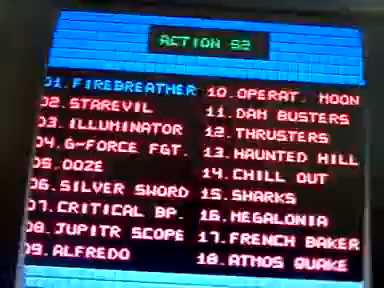 ACTION 52
01.FIREBREATHER
02.STAREVIL
03.ILLUMINATOR
04.G-FORCE FGT.
05.OOZE
06.SILVER SWORD
07.CRITICAL BP.
08.JUPITR SCOPE
09.ALFREDO
10.OPERAT. MOON
11.DAM BUSTERS
12.THRUSTERS
13.HAUNTED HILL
14.CHILL OUT
15.SHARKS
16.MEGALONIA
17.FRENCH BAKER
18.ATMOS QUAKE